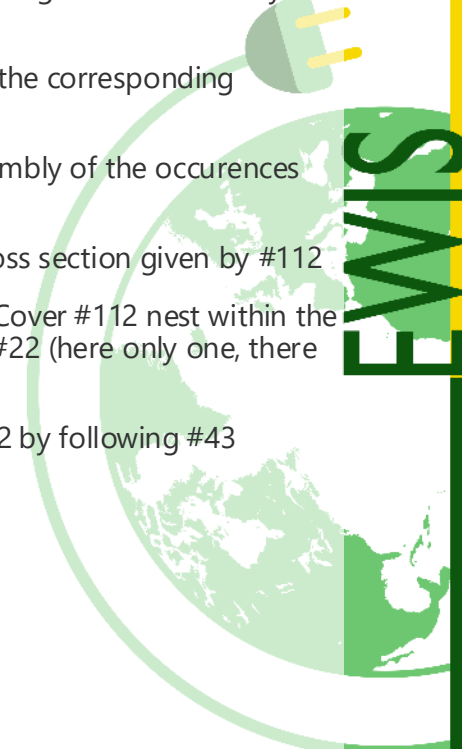 the corresponding
mbly of the occurences
oss section given by #112
Cover #112 nest within the
#22 (here only one, there
2 by following #43
EWIS